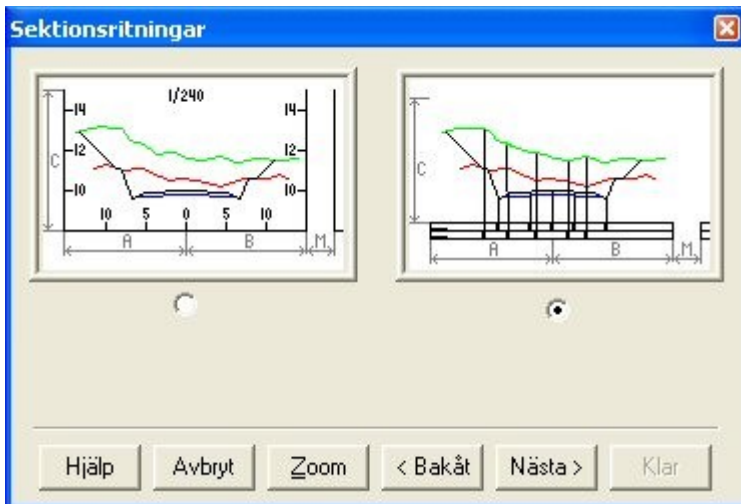 Sektionsritningar
1/240
14 14
12 12
C
10 10
10 5 0 5 10
A B M
C
A B M
Hjälp Avbryt Zoom < Bakåt Nästa > Klar